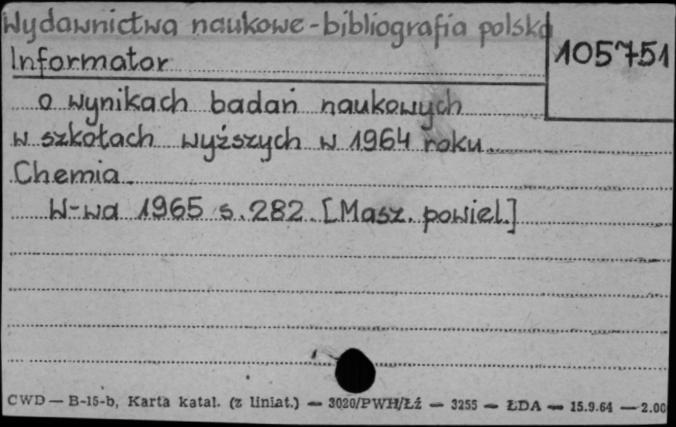 Wydawnictwa naukowe - bibliografia polska
Informator
105751
o wynikach badań naukowych
w szkołach wyższych w 1964 roku.
Chemia.
W-wa 1965 s. 282. [Masz. powiel.]
CWD — B-15-b, Karta katal. (z liniat.) — 3020/PWH/Łź — 3255 — ŁDA — 15.9.64 — 2.00